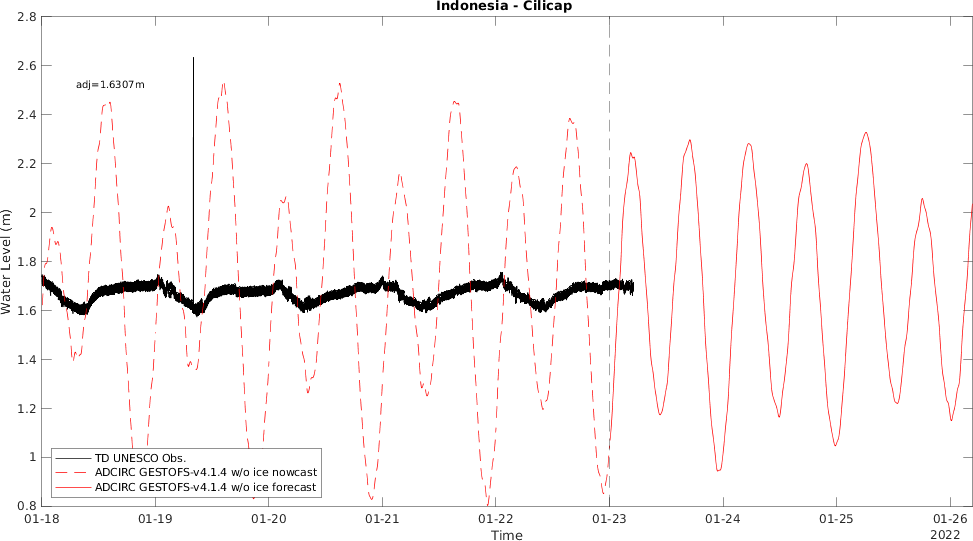 Indonesia - Cilicap
adj=1.6307m
Water Level (m)
2.8
2.6
2.4
2.2
2
1.8
1.6
1.4
1.2
1
0.8
TD UNESCO Obs.
ADCIRC GESTOFS-v4.1.4 w/o ice nowcast
ADCIRC GESTOFS-v4.1.4 w/o ice forecast
01-18 01-19 01-20 01-21 01-22 01-23 01-24 01-25 01-26
Time 2022